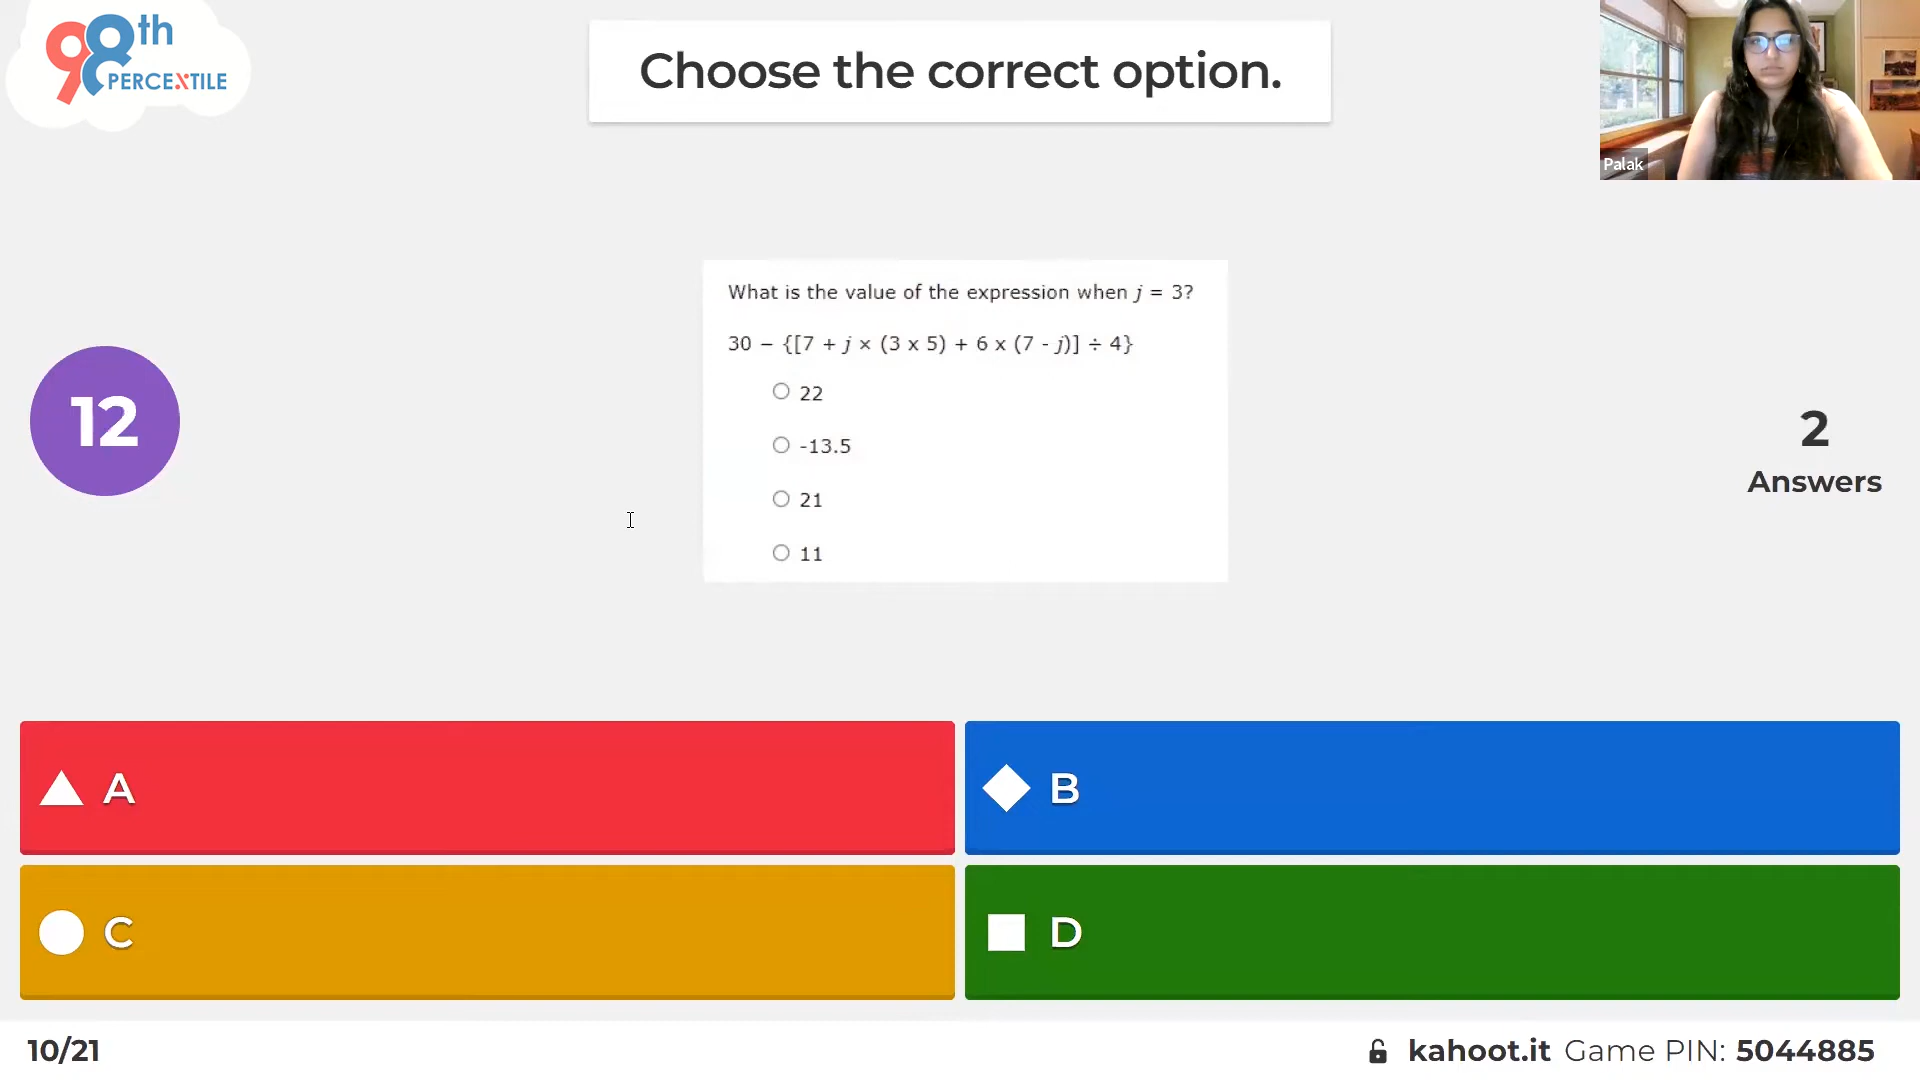 98th
PERCEXTILE
Choose the correct option.
Palak
What is the value of the expression when j = 3?
30 − {[7 + j × (3 x 5) + 6 x (7 - j)] ÷ 4}
22
-13.5
21
11
12
2
Answers
A
B
C
D
10/21
kahoot.it Game PIN: 5044885